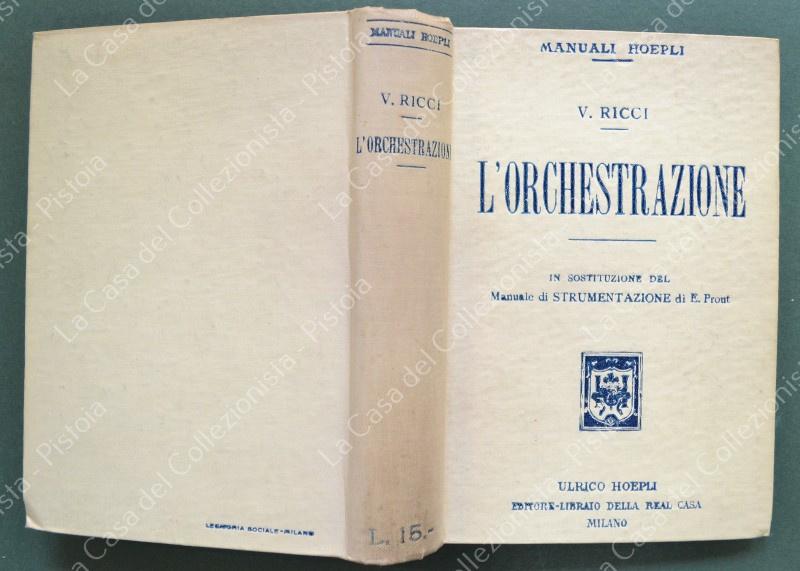 MANUALI HOEPLI
V. RICCI
L'ORCHESTRAZIONE
IN SOSTITUZIONE DEL
Manuale di STRUMENTAZIONE di E. Prout
ULRICO HOEPLI
EDITORE-LIBRAIO DELLA REAL CASA
MILANO
MANUALI HOEPLI
V. RICCI
L'ORCHESTRAZIONE
L. 15.-
LEGATORIA SOCIALE-MILANO
La Casa del Collezionista - Pistoia